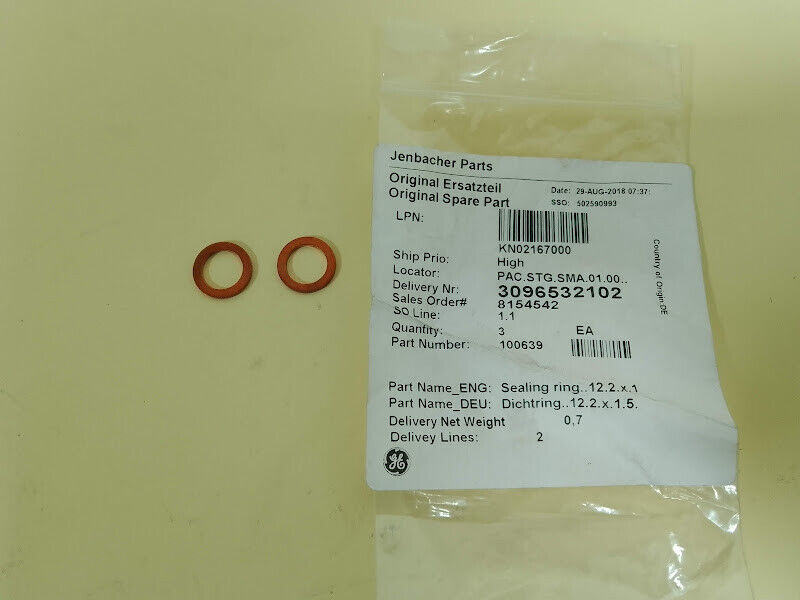 Jenbacher Parts
Original Ersatzteil
Original Spare Part
Date: 29-AUG-2018 07:37:
SSO: 502590993
LPN:
KN02167000
Ship Prio: High
Locator: PAC.STG.SMA.01.00..
Delivery Nr: 3096532102
Sales Order# 8154542
SO Line: 1.1
Quantity: 3 EA
Part Number: 100639
Country of Origin:DE
Part Name_ENG: Sealing ring..12.2.x.1
Part Name_DEU: Dichtring..12.2.x.1.5.
Delivery Net Weight 0,7
Delivey Lines: 2
GE